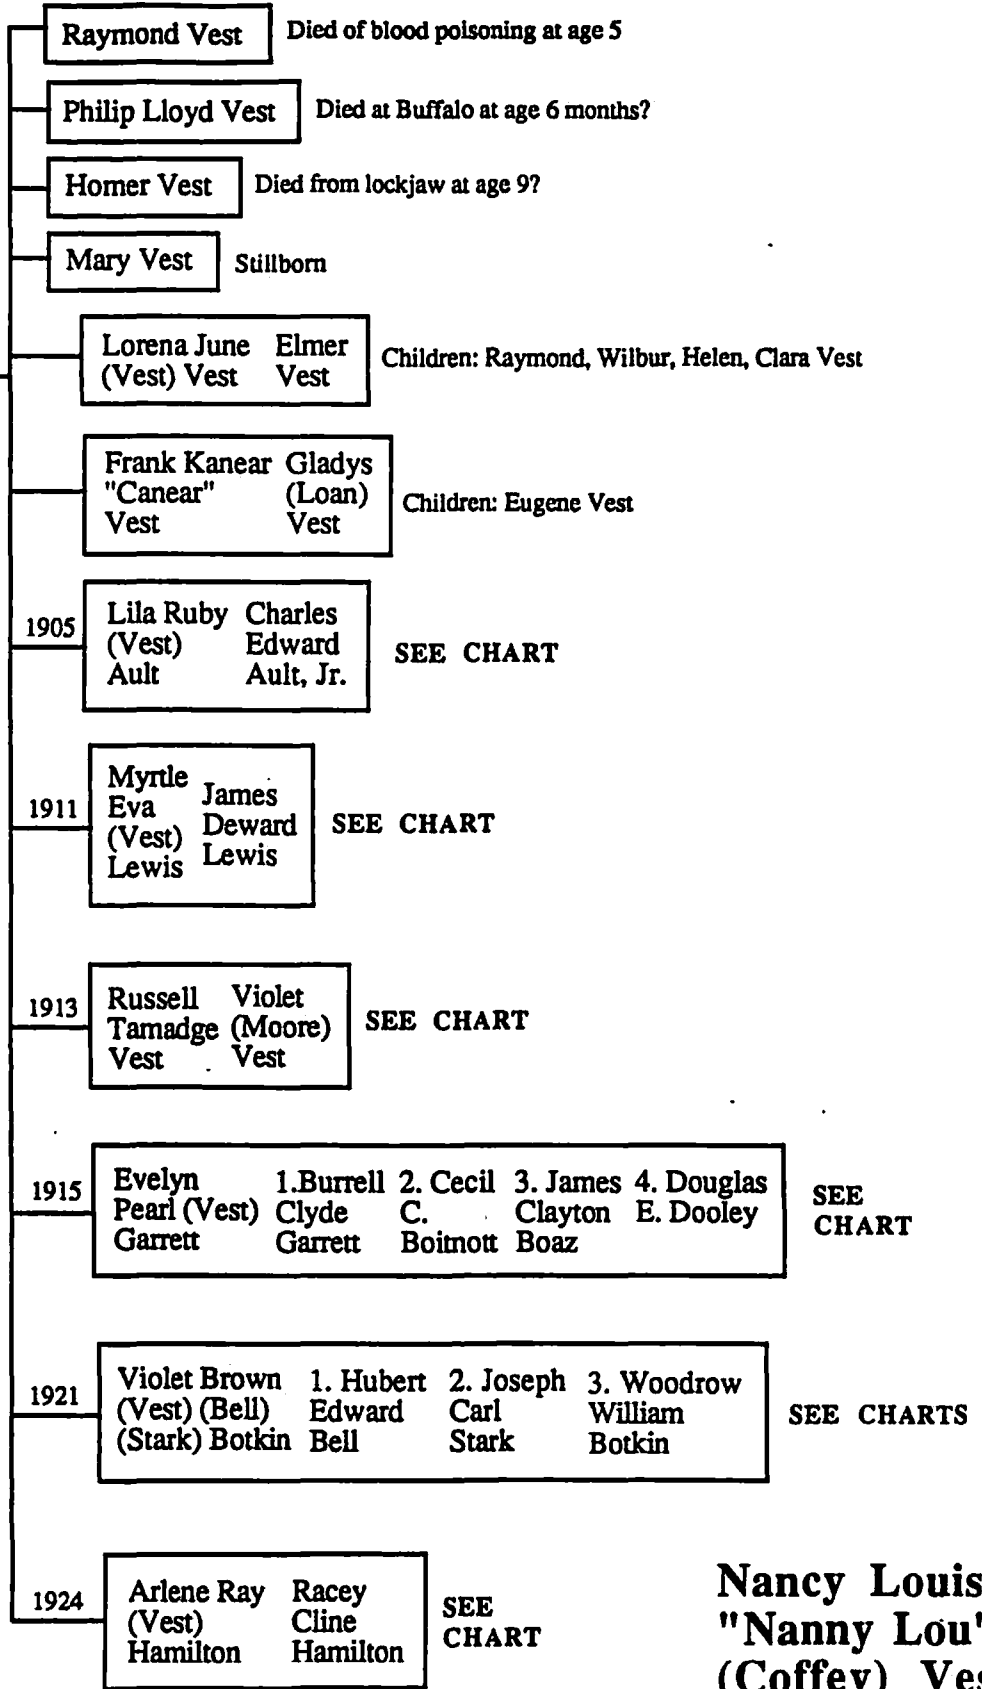 Raymond Vest Died of blood poisoning at age 5
Philip Lloyd Vest Died at Buffalo at age 6 months?
Homer Vest Died from lockjaw at age 9?
Mary Vest Stillborn
Lorena June Elmer
(Vest) Vest Vest
Children: Raymond, Wilbur, Helen, Clara Vest
Frank Kanear Gladys
"Canear" (Loan)
Vest Vest
Children: Eugene Vest
1905
Lila Ruby Charles
(Vest) Edward
Ault Ault, Jr.
SEE CHART
1911
Myrtle
Eva
(Vest)
Lewis
James
Deward
Lewis
SEE CHART
1913
Russell Violet
Tamadge (Moore)
Vest Vest
SEE CHART
1915
Evelyn 1.Burrell 2. Cecil 3. James 4. Douglas
Pearl (Vest) Clyde C. Clayton E. Dooley
Garrett Garrett Boitnott Boaz
SEE
CHART
1921
Violet Brown 1. Hubert 2. Joseph 3. Woodrow
(Vest) (Bell) Edward Carl William
(Stark) Botkin Bell Stark Botkin
SEE CHARTS
1924
Arlene Ray Racey
(Vest) Cline
Hamilton Hamilton
SEE
CHART
Nancy Louis
"Nanny Lou"
(Coffey) Ves